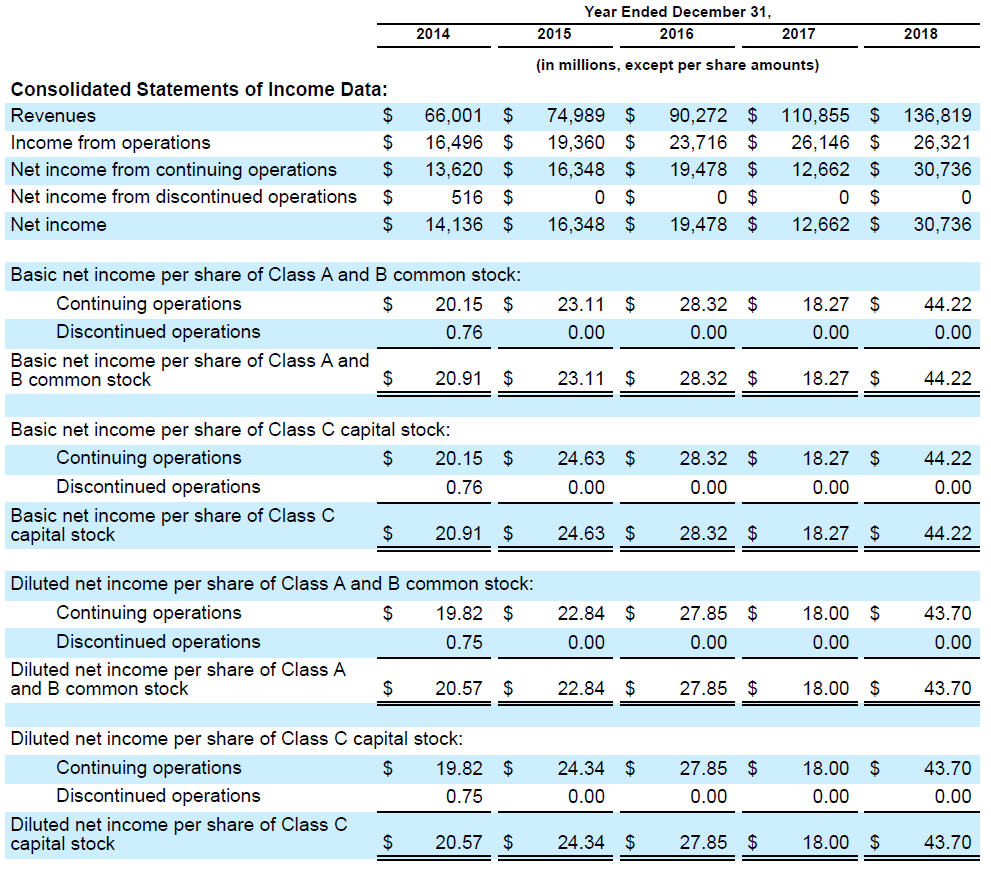 Year Ended December 31,
2014 2015 2016 2017 2018
(in millions, except per share amounts)
Consolidated Statements of Income Data:
Revenues $ 66,001 $ 74,989 $ 90,272 $ 110,855 $ 136,819
Income from operations $ 16,496 $ 19,360 $ 23,716 $ 26,146 $ 26,321
Net income from continuing operations $ 13,620 $ 16,348 $ 19,478 $ 12,662 $ 30,736
Net income from discontinued operations $ 516 $ 0 $ 0 $ 0 $ 0
Net income $ 14,136 $ 16,348 $ 19,478 $ 12,662 $ 30,736
Basic net income per share of Class A and B common stock:
Continuing operations $ 20.15 $ 23.11 $ 28.32 $ 18.27 $ 44.22
Discontinued operations 0.76 0.00 0.00 0.00 0.00
Basic net income per share of Class A and
B common stock $ 20.91 $ 23.11 $ 28.32 $ 18.27 $ 44.22
Basic net income per share of Class C capital stock:
Continuing operations $ 20.15 $ 24.63 $ 28.32 $ 18.27 $ 44.22
Discontinued operations 0.76 0.00 0.00 0.00 0.00
Basic net income per share of Class C
capital stock $ 20.91 $ 24.63 $ 28.32 $ 18.27 $ 44.22
Diluted net income per share of Class A and B common stock:
Continuing operations $ 19.82 $ 22.84 $ 27.85 $ 18.00 $ 43.70
Discontinued operations 0.75 0.00 0.00 0.00 0.00
Diluted net income per share of Class A
and B common stock $ 20.57 $ 22.84 $ 27.85 $ 18.00 $ 43.70
Diluted net income per share of Class C capital stock:
Continuing operations $ 19.82 $ 24.34 $ 27.85 $ 18.00 $ 43.70
Discontinued operations 0.75 0.00 0.00 0.00 0.00
Diluted net income per share of Class C
capital stock $ 20.57 $ 24.34 $ 27.85 $ 18.00 $ 43.70